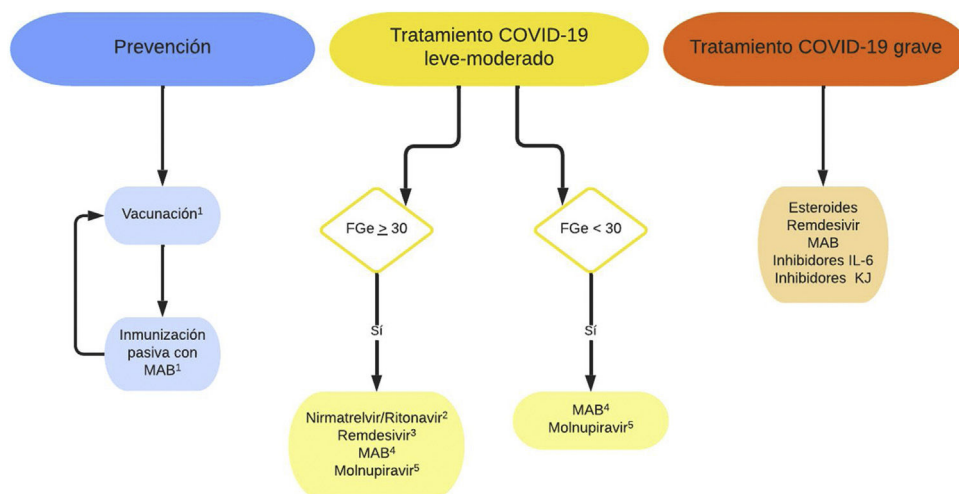 Prevención
Vacunación¹
Inmunización
pasiva con
MAB¹
Tratamiento COVID-19
leve-moderado
FGe ≥ 30
FGe < 30
Sí
Sí
Nirmatrelvir/Ritonavir²
Remdesivir³
MAB⁴
Molnupiravir⁵
MAB⁴
Molnupiravir⁵
Tratamiento COVID-19 grave
Esteroides
Remdesivir
MAB
Inhibidores IL-6
Inhibidores KJ